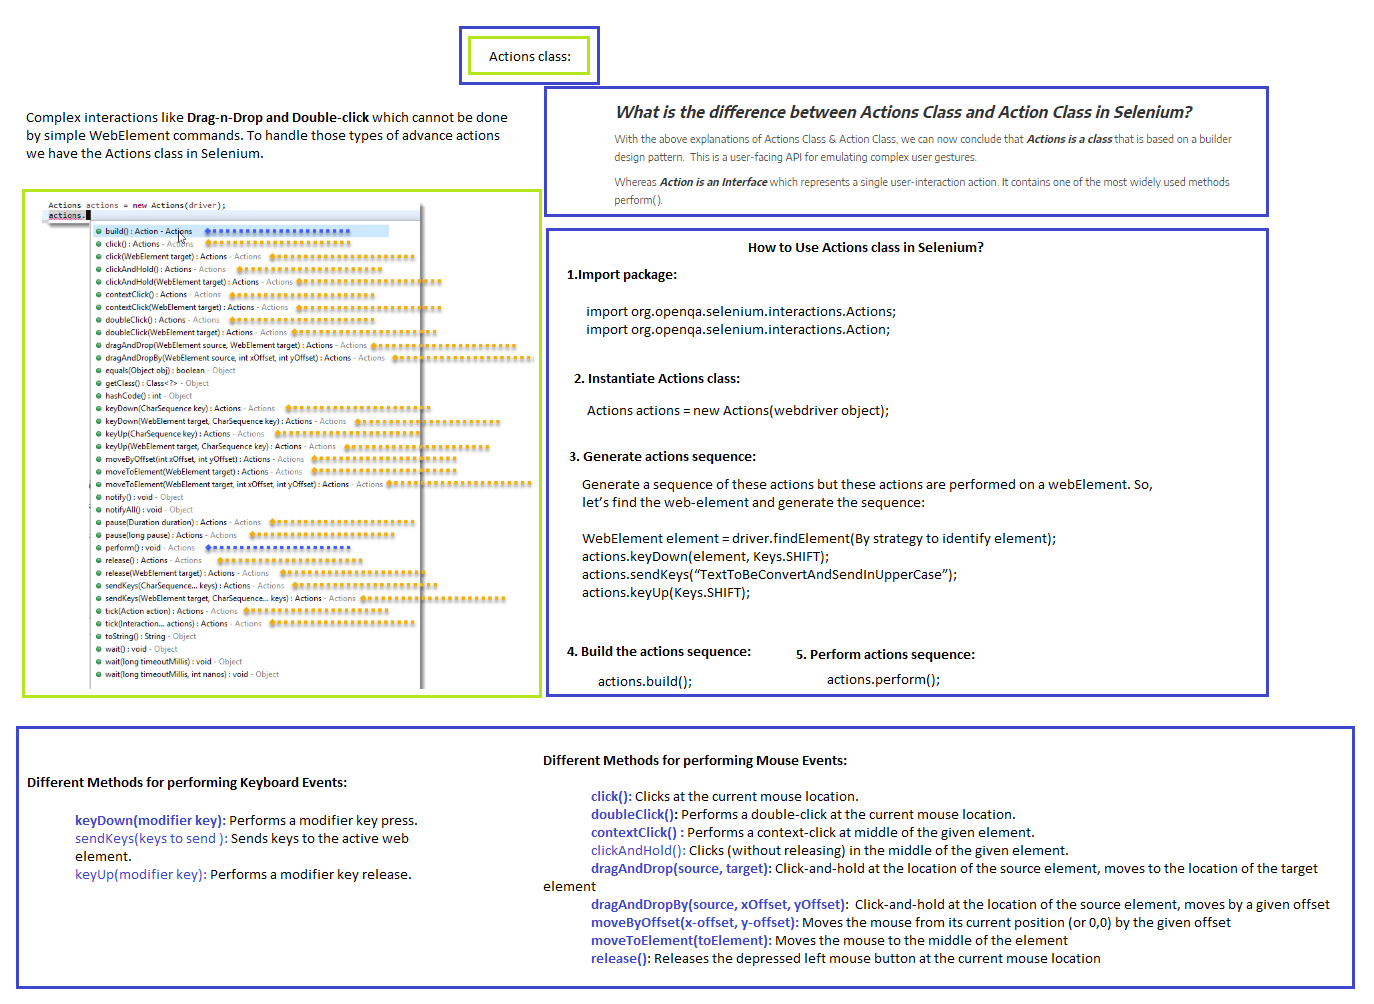 Actions class:
Complex interactions like Drag-n-Drop and Double-click which cannot be done
by simple WebElement commands. To handle those types of advance actions
we have the Actions class in Selenium.
What is the difference between Actions Class and Action Class in Selenium?
With the above explanations of Actions Class & Action Class, we can now conclude that Actions is a class that is based on a builder
design pattern. This is a user-facing API for emulating complex user gestures.
Whereas Action is an Interface which represents a single user-interaction action. It contains one of the most widely used methods
perform().
Actions actions = new Actions(driver);
actions.
build() : Action - Actions
click() : Actions - Actions
click(WebElement target) : Actions - Actions
clickAndHold() : Actions - Actions
clickAndHold(WebElement target) : Actions - Actions
contextClick() : Actions - Actions
contextClick(WebElement target) : Actions - Actions
doubleClick() : Actions - Actions
doubleClick(WebElement target) : Actions - Actions
dragAndDrop(WebElement source, WebElement target) : Actions - Actions
dragAndDropBy(WebElement source, int xOffset, int yOffset) : Actions - Actions
equals(Object obj) : boolean - Object
getClass() : Class<?> - Object
hashCode() : int - Object
keyDown(CharSequence key) : Actions - Actions
keyDown(WebElement target, CharSequence key) : Actions - Actions
keyUp(CharSequence key) : Actions - Actions
keyUp(WebElement target, CharSequence key) : Actions - Actions
moveByOffset(int xOffset, int yOffset) : Actions - Actions
moveToElement(WebElement target) : Actions - Actions
moveToElement(WebElement target, int xOffset, int yOffset) : Actions - Actions
notify() : void - Object
notifyAll() : void - Object
pause(Duration duration) : Actions - Actions
pause(long pause) : Actions - Actions
perform() : void - Actions
release() : Actions - Actions
release(WebElement target) : Actions - Actions
sendKeys(CharSequence... keys) : Actions - Actions
sendKeys(WebElement target, CharSequence... keys) : Actions - Actions
tick(Action action) : Actions - Actions
tick(Interaction... actions) : Actions - Actions
toString() : String - Object
wait() : void - Object
wait(long timeoutMillis) : void - Object
wait(long timeoutMillis, int nanos) : void - Object
How to Use Actions class in Selenium?
1.Import package:
import org.openqa.selenium.interactions.Actions;
import org.openqa.selenium.interactions.Action;
2. Instantiate Actions class:
Actions actions = new Actions(webdriver object);
3. Generate actions sequence:
Generate a sequence of these actions but these actions are performed on a webElement. So,
let’s find the web-element and generate the sequence:
WebElement element = driver.findElement(By strategy to identify element);
actions.keyDown(element, Keys.SHIFT);
actions.sendKeys(“TextToBeConvertAndSendInUpperCase”);
actions.keyUp(Keys.SHIFT);
4. Build the actions sequence:
actions.build();
5. Perform actions sequence:
actions.perform();
Different Methods for performing Keyboard Events:
keyDown(modifier key): Performs a modifier key press.
sendKeys(keys to send ): Sends keys to the active web
element.
keyUp(modifier key): Performs a modifier key release.
Different Methods for performing Mouse Events:
click(): Clicks at the current mouse location.
doubleClick(): Performs a double-click at the current mouse location.
contextClick() : Performs a context-click at middle of the given element.
clickAndHold(): Clicks (without releasing) in the middle of the given element.
dragAndDrop(source, target): Click-and-hold at the location of the source element, moves to the location of the target
element
dragAndDropBy(source, xOffset, yOffset): Click-and-hold at the location of the source element, moves by a given offset
moveByOffset(x-offset, y-offset): Moves the mouse from its current position (or 0,0) by the given offset
moveToElement(toElement): Moves the mouse to the middle of the element
release(): Releases the depressed left mouse button at the current mouse location